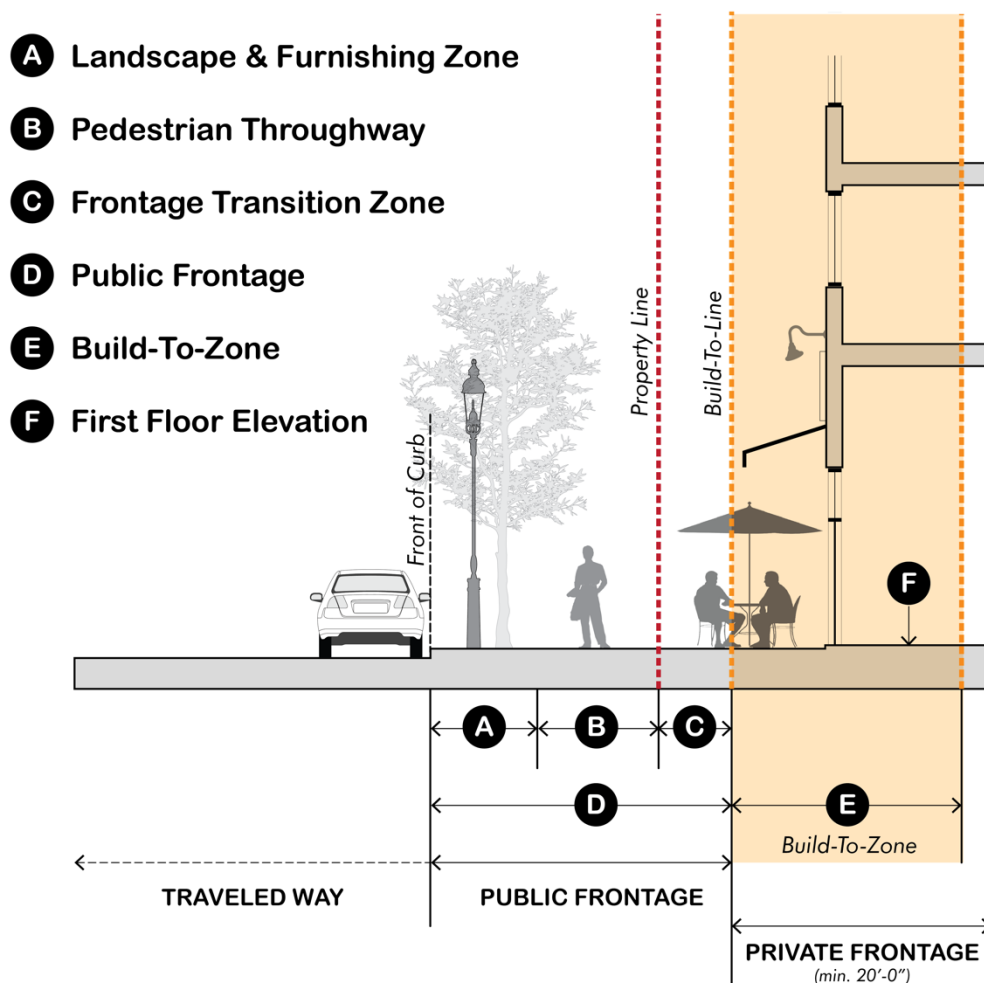 A Landscape & Furnishing Zone
B Pedestrian Throughway
C Frontage Transition Zone
D Public Frontage
E Build-To-Zone
F First Floor Elevation
Front of Curb
Property Line
Build-To-Line
F
A
B
C
D
E
Build-To-Zone
TRAVELED WAY
PUBLIC FRONTAGE
PRIVATE FRONTAGE
(min. 20'-0")